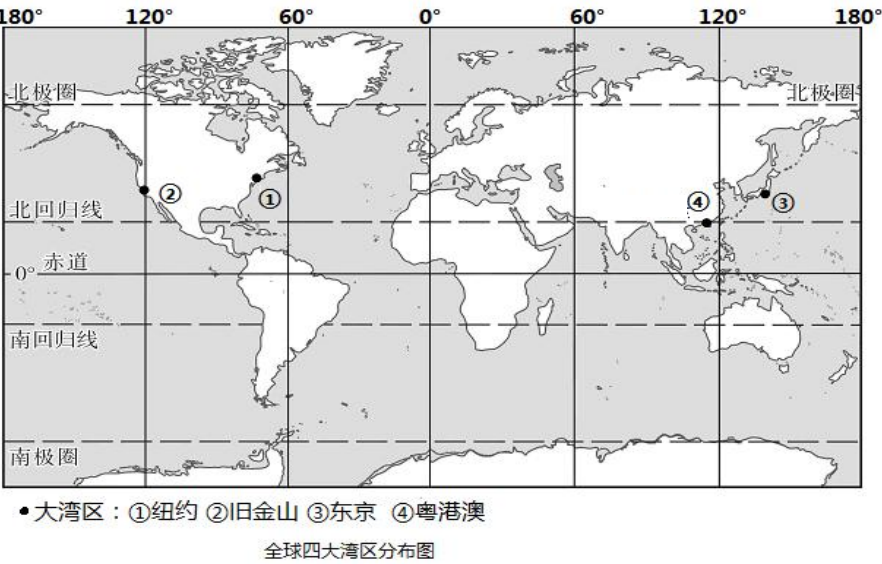 180° 120° 60° 0° 60° 120° 180°
北极圈 北极圈
② ①
④ ③
北回归线
赤道
0°
南回归线
南极圈
●大湾区：①纽约 ②旧金山 ③东京 ④粤港澳
全球四大湾区分布图